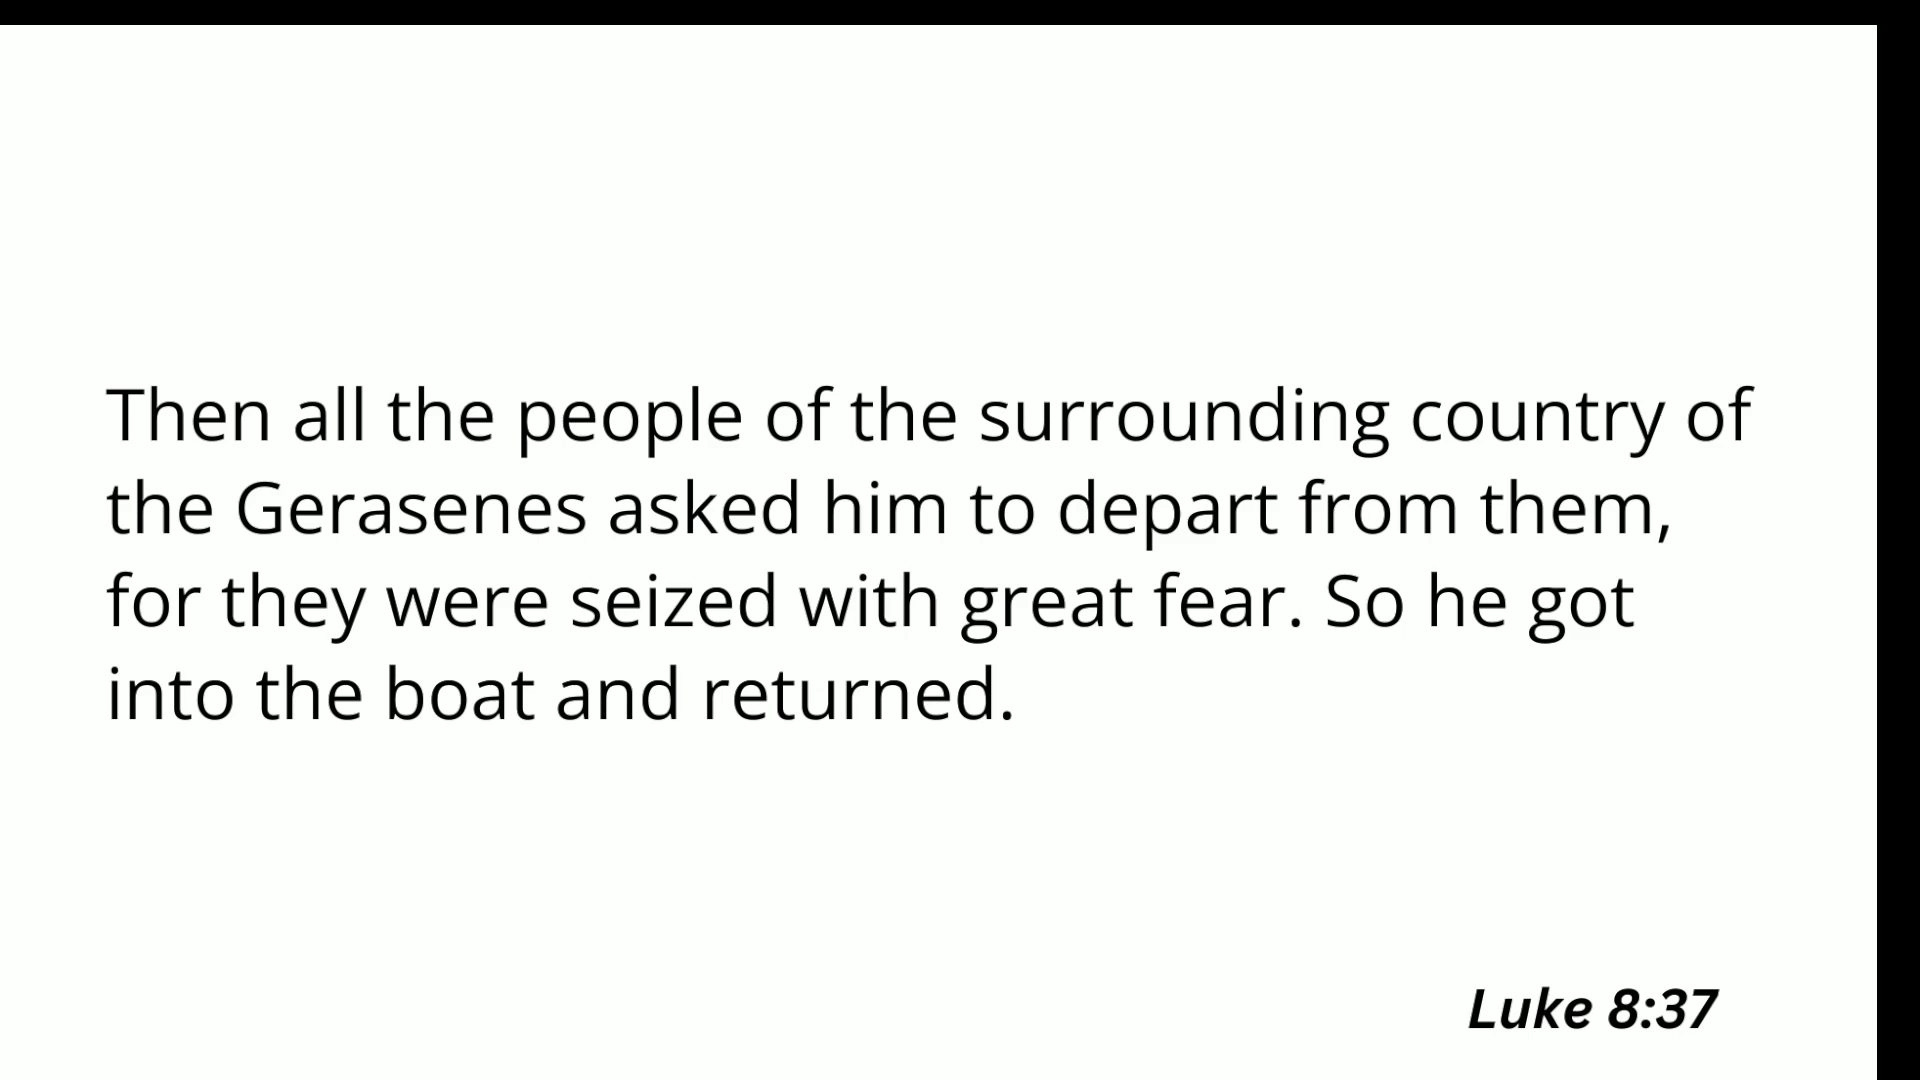 Then all the people of the surrounding country of
the Gerasenes asked him to depart from them,
for they were seized with great fear. So he got
into the boat and returned.
Luke 8:37